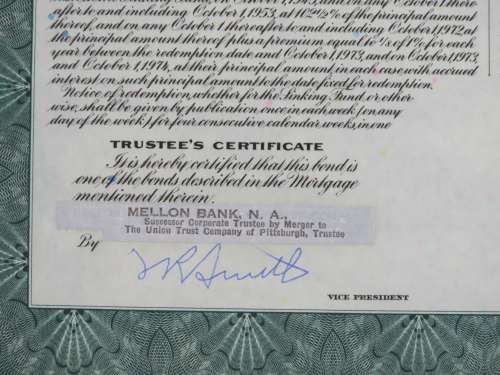 after to and including October 1, 1953, at 102½% of the principal amount
thereof, and on any October 1 thereafter to and including October 1, 1972 at
the principal amount thereof plus a premium equal to ⅛ of 1% for each
year between the redemption date and October 1, 1973, and on October 1, 1973,
and October 1, 1974, at their principal amount, in each case with accrued
interest on such principal amount to the date fixed for redemption.
Notice of redemption, whether for the Sinking Fund, or other-
wise, shall be given by publication once in each week (on any
day of the week) for four consecutive calendar weeks, in one
TRUSTEE'S CERTIFICATE
It is hereby certified that this bond is
one of the bonds described in the Mortgage
mentioned therein.
MELLON BANK, N. A.,
Successor Corporate Trustee by Merger to
The Union Trust Company of Pittsburgh, Trustee
By
VICE PRESIDENT